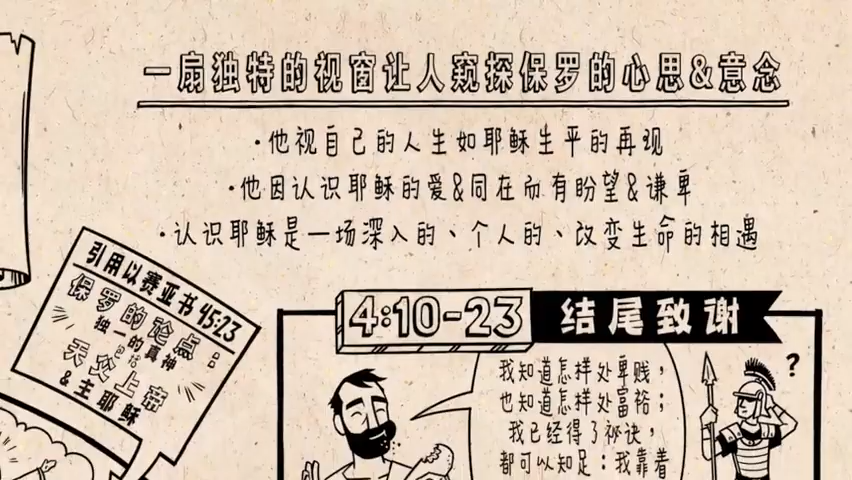 一扇独特的视窗让人窥探保罗的心思&意念
·他视自己的人生如耶稣生平的再现
·他因认识耶稣的爱&同在而有盼望&谦卑
·认识耶稣是一场深入的、个人的、改变生命的相遇
引用以赛亚书45:23
保罗的论点:
独一的真神
包括
天父上帝
&主耶稣
4:10-23 结尾致谢
我知道怎样处卑贱,
也知道怎样处富裕;
我已经得了祕诀,
都可以知足:我靠着
?